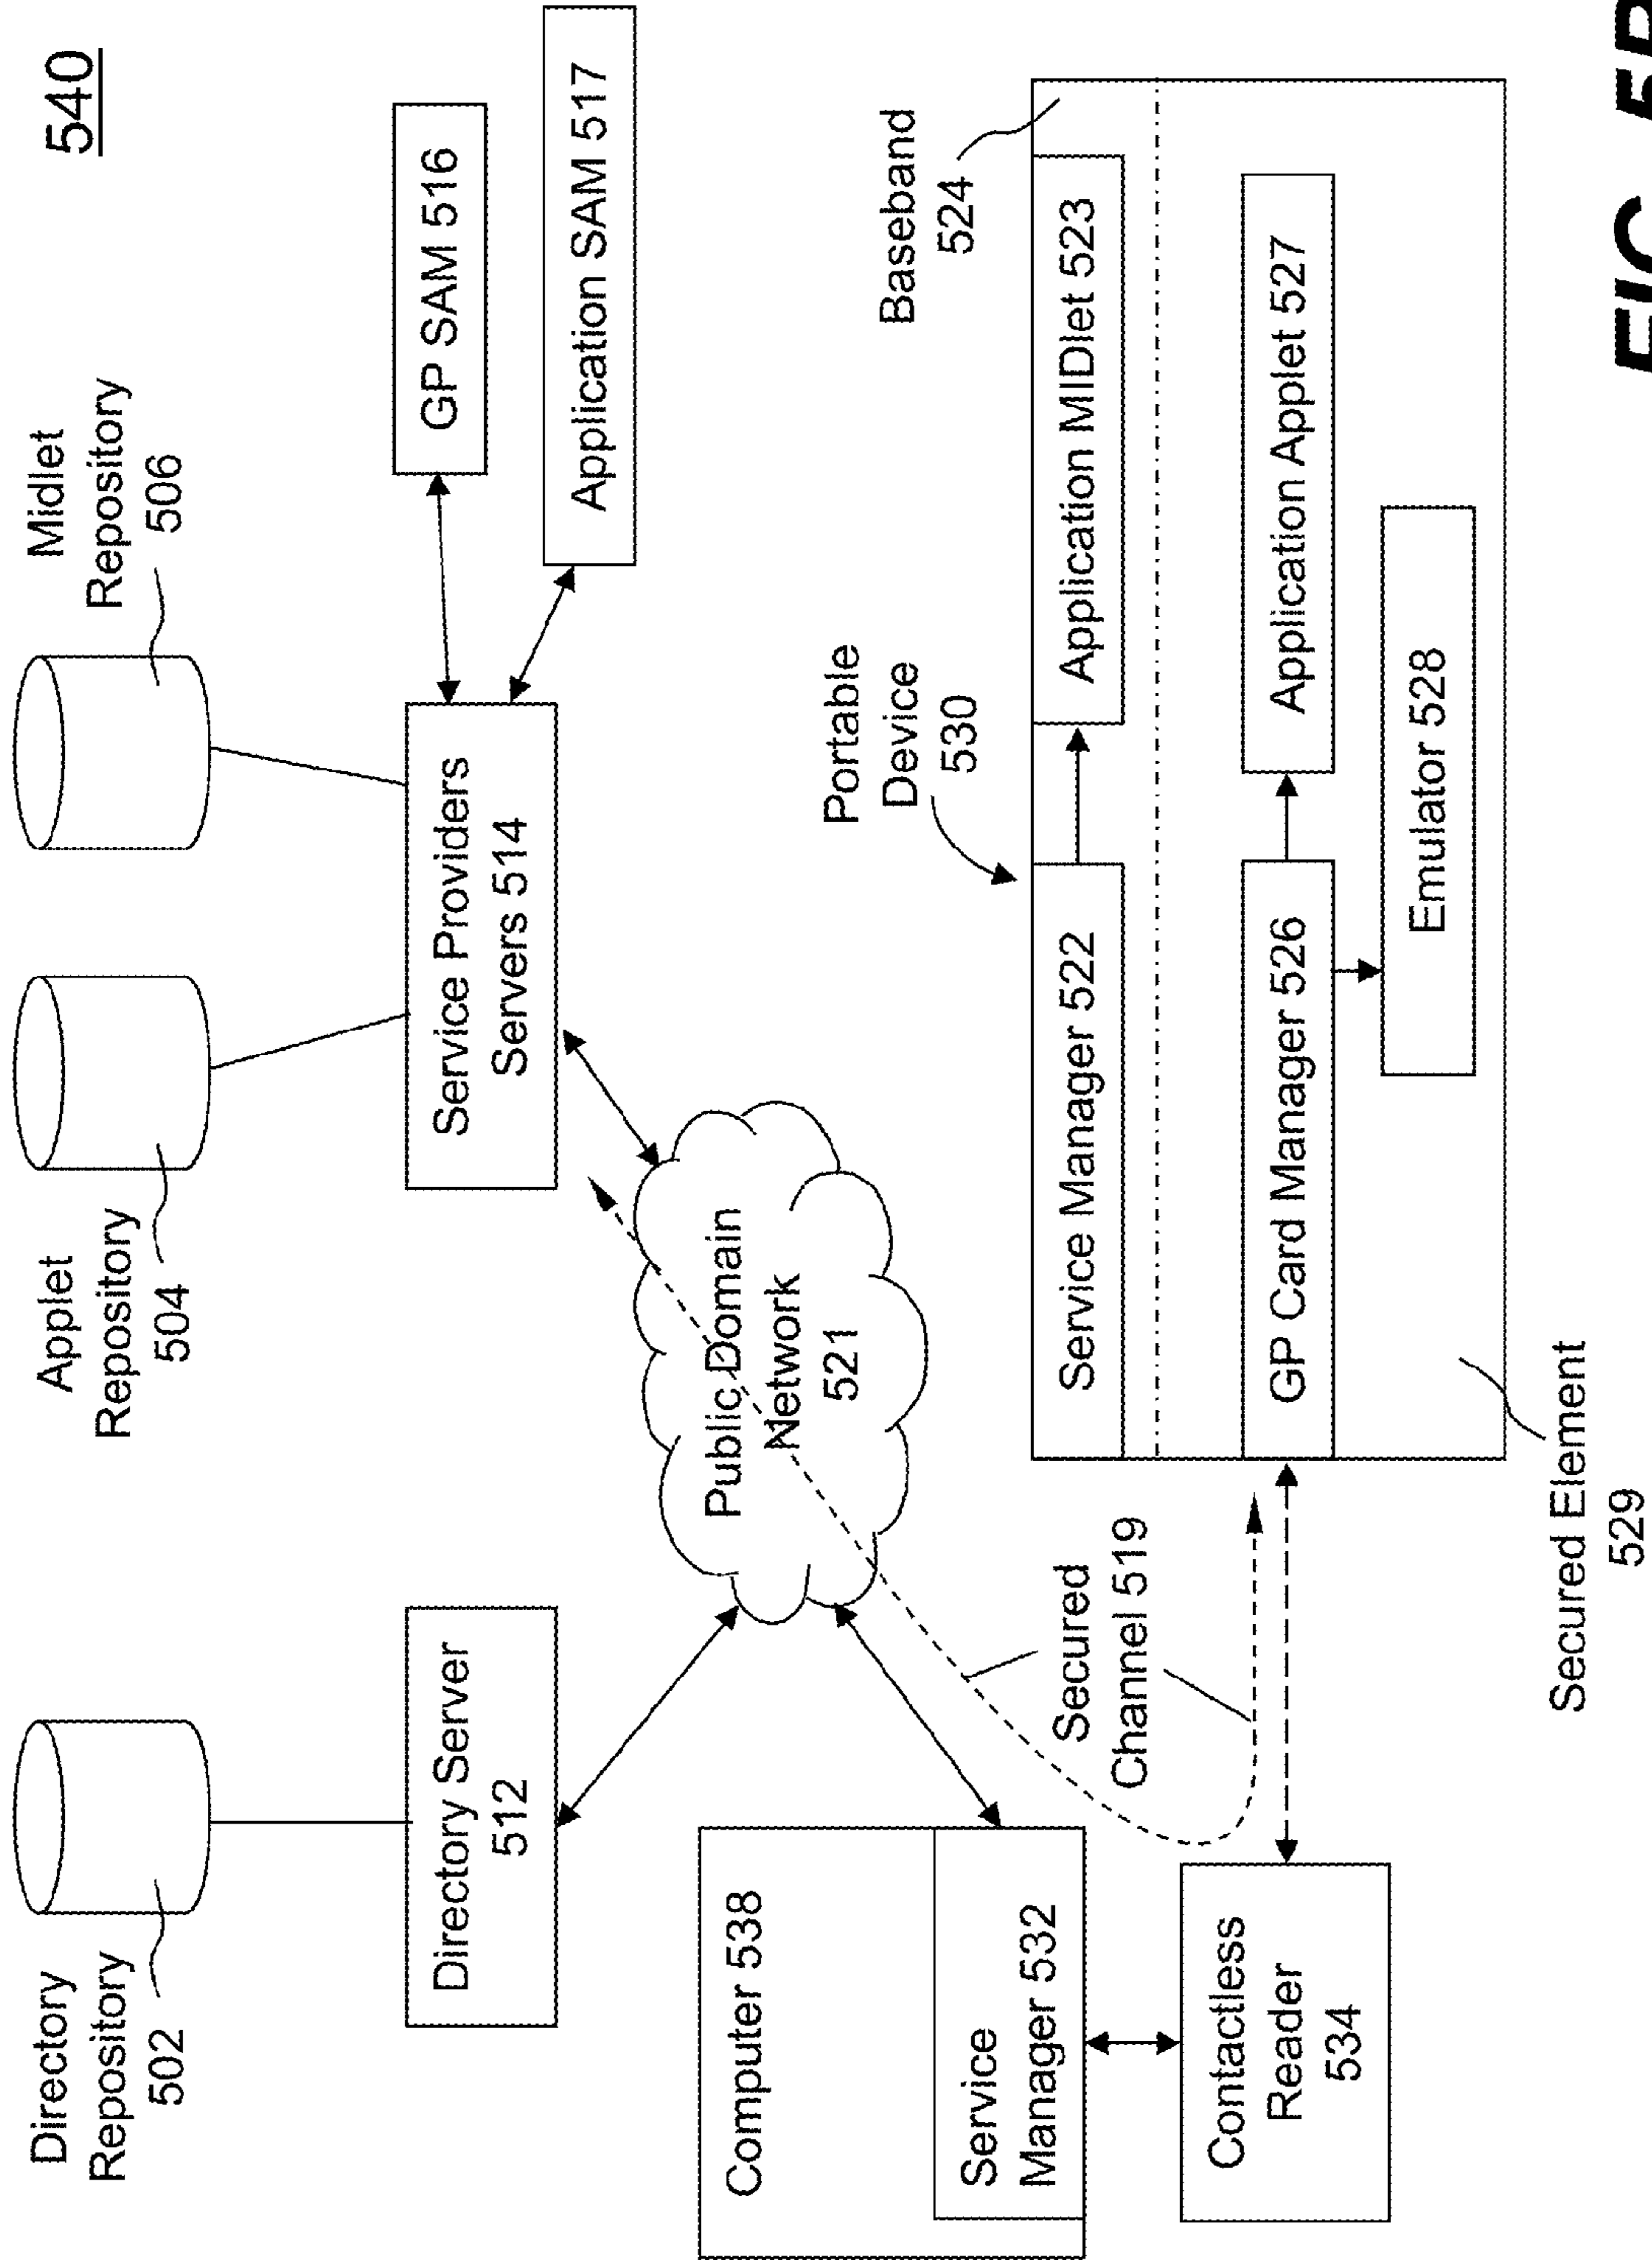 540
Directory
Repository
502
Applet
Repository
504
Midlet
Repository
506
Directory Server
512
Service Providers
Servers 514
GP SAM 516
Application SAM 517
Public Domain
Network
521
Computer 538
Service
Manager 532
Contactless
Reader
534
Secured
Channel 519
Portable
Device
530
Baseband
524
Service Manager 522
Application MIDlet 523
GP Card Manager 526
Application Applet 527
Emulator 528
Secured Element
529